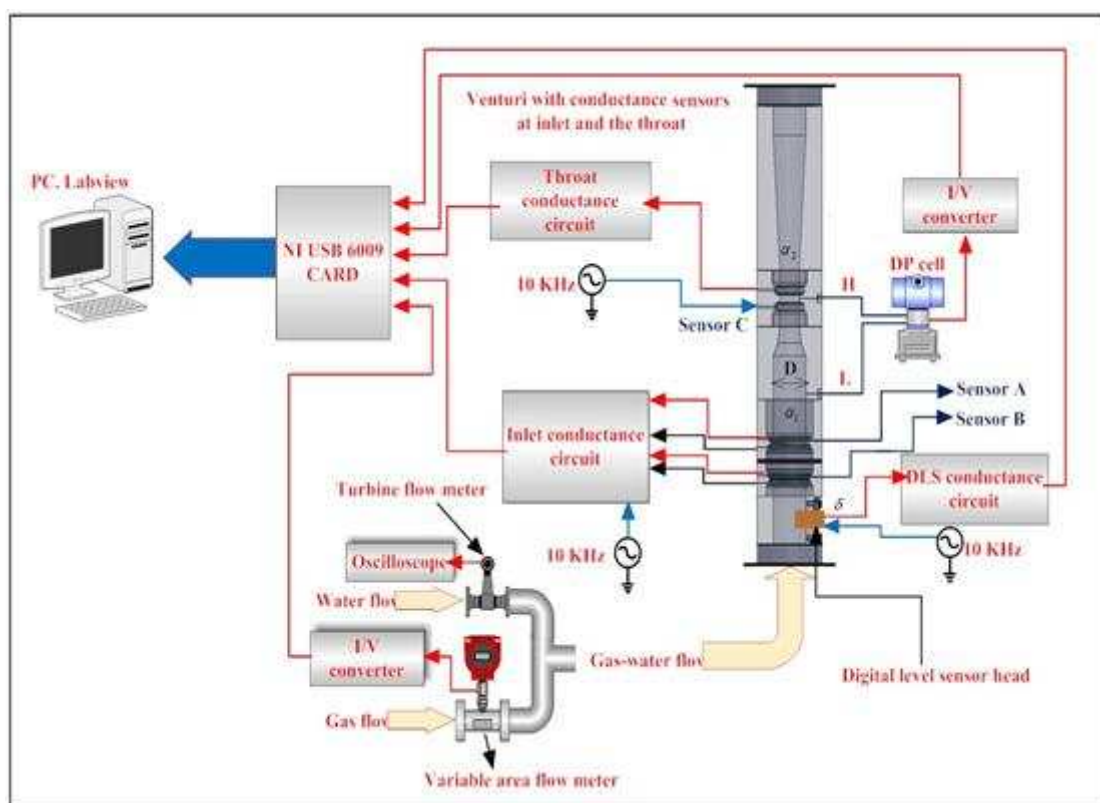 Venturi with conductance sensors
at inlet and the throat
PC. Labview
Throat
conductance
circuit
I/V
converter
NI USB 6009
CARD
α₂
DP cell
10 KHz
H
Sensor C
D
L
Sensor A
α₁
Sensor B
Inlet conductance
circuit
DLS conductance
circuit
δ
Turbine flow meter
10 KHz
10 KHz
Oscilloscope
Water flow
I/V
converter
Gas-water flow
Digital level sensor head
Gas flow
Variable area flow meter